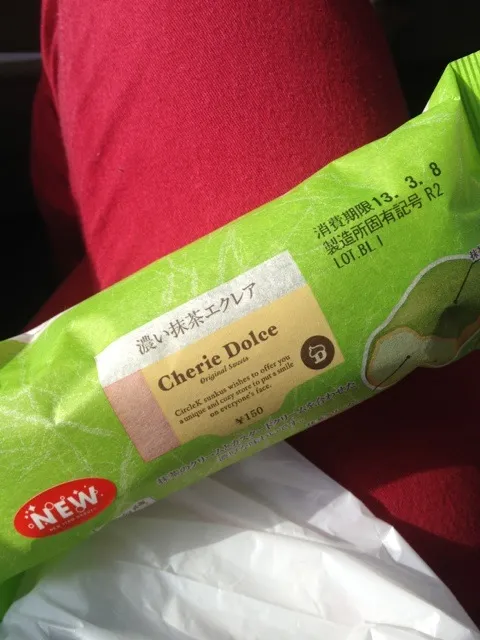 消費期限13. 3. 8
製造所固有記号 R2
LOT.BL1
濃い抹茶エクレア
Cherie Dolce
Original Sweets
CircleK sunkus wishes to offer you
a unique and cozy store to put a smile
on everyone's face.
¥150
NEW